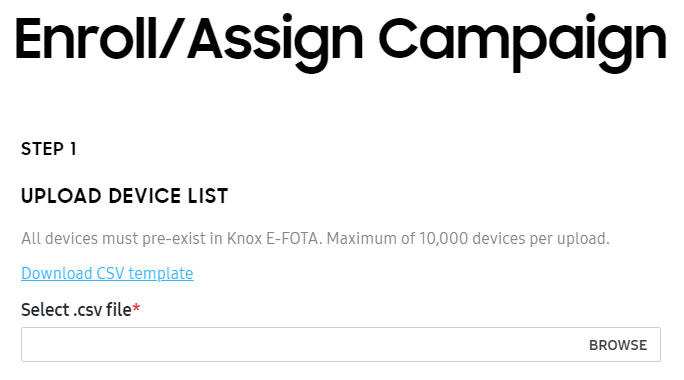 Enroll/Assign Campaign
STEP 1
UPLOAD DEVICE LIST
All devices must pre-exist in Knox E-FOTA. Maximum of 10,000 devices per upload.
Download CSV template
Select .csv file*
BROWSE